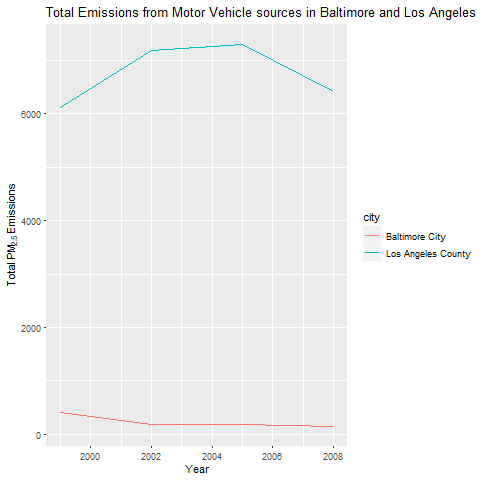 Total Emissions from Motor Vehicle sources in Baltimore and Los Angeles
6000
4000
2000
0
Total PM2.5 Emissions
2000 2002 2004 2006 2008
Year
city
Baltimore City
Los Angeles County